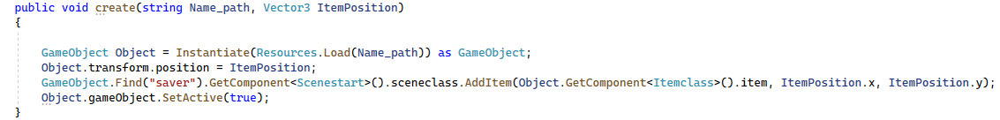 public void create(string Name_path, Vector3 ItemPosition)
{
GameObject Object = Instantiate(Resources.Load(Name_path)) as GameObject;
Object.transform.position = ItemPosition;
GameObject.Find("saver").GetComponent<Scenestart>().sceneclass.AddItem(Object.GetComponent<Itemclass>().item, ItemPosition.x, ItemPosition.y);
Object.gameObject.SetActive(true);
}